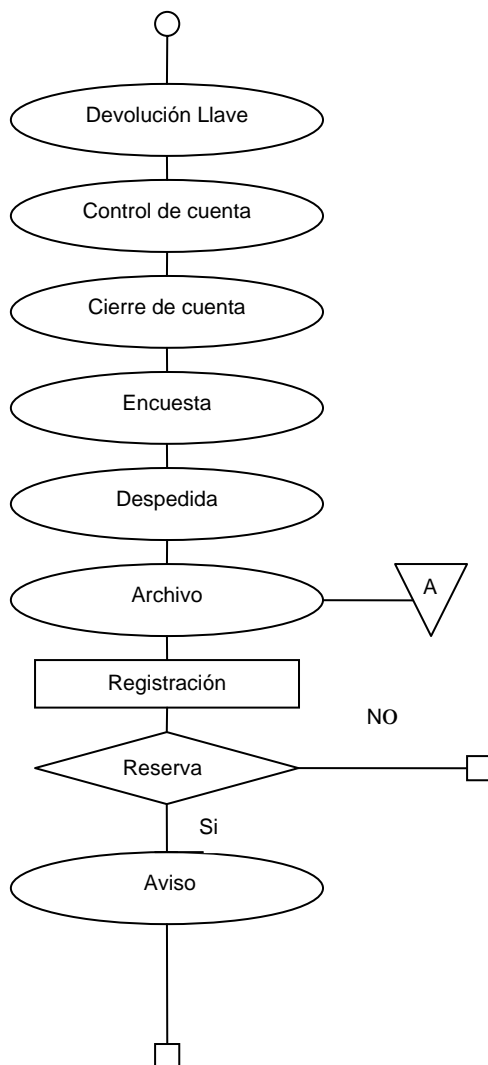 Devolución Llave
Control de cuenta
Cierre de cuenta
Encuesta
Despedida
Archivo
A
Registración
NO
Reserva
Si
Aviso